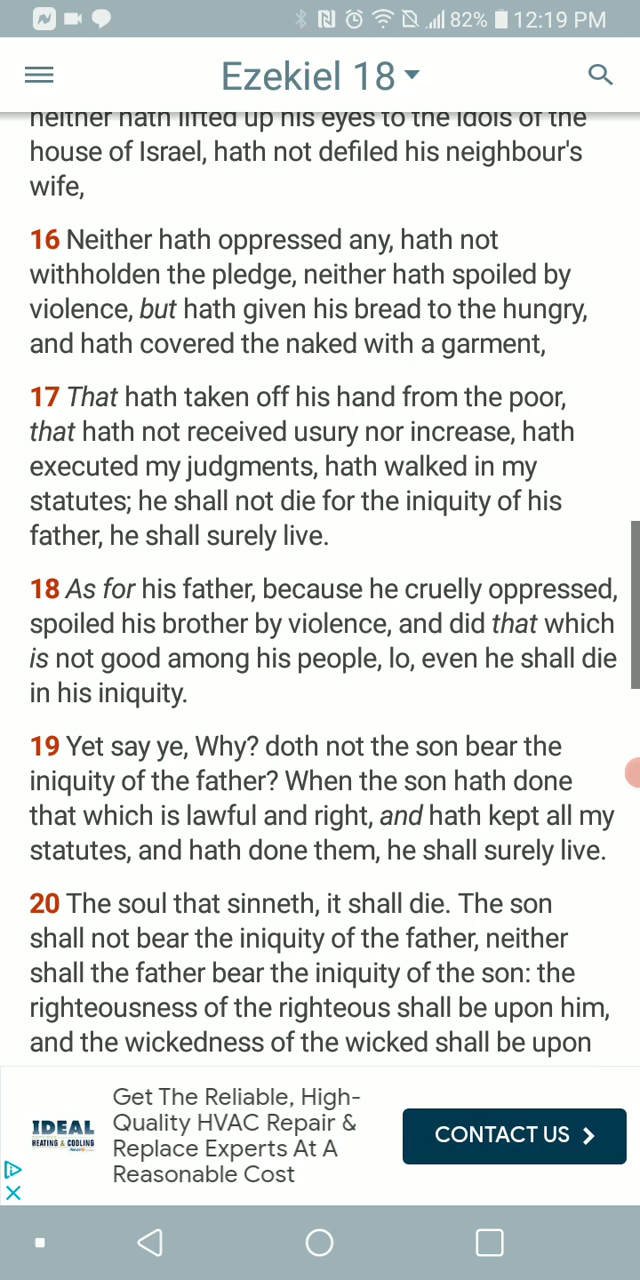 82% 12:19 PM
Ezekiel 18
neither hath lifted up his eyes to the idols of the
house of Israel, hath not defiled his neighbour's
wife,
16 Neither hath oppressed any, hath not
withholden the pledge, neither hath spoiled by
violence, but hath given his bread to the hungry,
and hath covered the naked with a garment,
17 That hath taken off his hand from the poor,
that hath not received usury nor increase, hath
executed my judgments, hath walked in my
statutes; he shall not die for the iniquity of his
father, he shall surely live.
18 As for his father, because he cruelly oppressed,
spoiled his brother by violence, and did that which
is not good among his people, lo, even he shall die
in his iniquity.
19 Yet say ye, Why? doth not the son bear the
iniquity of the father? When the son hath done
that which is lawful and right, and hath kept all my
statutes, and hath done them, he shall surely live.
20 The soul that sinneth, it shall die. The son
shall not bear the iniquity of the father, neither
shall the father bear the iniquity of the son: the
righteousness of the righteous shall be upon him,
and the wickedness of the wicked shall be upon
IDEAL
HEATING & COOLING
Get The Reliable, High-
Quality HVAC Repair &
Replace Experts At A
Reasonable Cost
CONTACT US